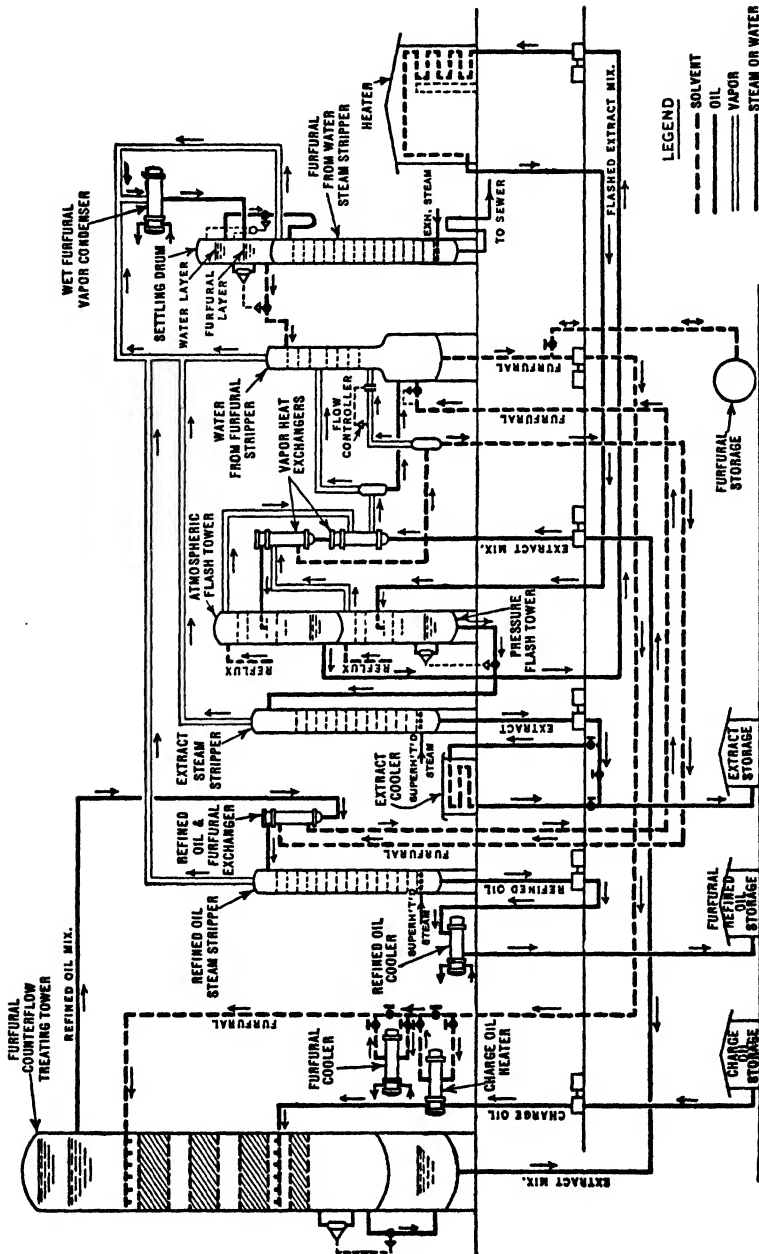 FURFURAL
COUNTERFLOW
TREATING TOWER
REFINED OIL MIX.
REFINED OIL
STEAM STRIPPER
REFINED
OIL &
FURFURAL
EXCHANGER
EXTRACT
STEAM
STRIPPER
ATMOSPHERIC
FLASH TOWER
VAPOR HEAT
EXCHANGERS
WATER
FROM FURFURAL
STRIPPER
FLOW
CONTROLLER
WET FURFURAL
VAPOR CONDENSER
SETTLING DRUM
WATER LAYER
FURFURAL
LAYER
FURFURAL
FROM WATER
STEAM STRIPPER
HEATER
REFLUX
REFLUX
PRESSURE
FLASH TOWER
EXH. STEAM
TO SEWER
FURFURAL
FURFURAL
COOLER
CHARGE OIL
HEATER
CHARGE OIL
REFINED OIL
COOLER
SUPERH'T'D
STEAM
REFINED OIL
FURFURAL
EXTRACT
COOLER
SUPERH'T'D
STEAM
EXTRACT
EXTRACT MIX.
FURFURAL
FURFURAL
FLASHED EXTRACT MIX.
EXTRACT MIX.
CHARGE
OIL
STORAGE
FURFURAL
REFINED
OIL
STORAGE
EXTRACT
STORAGE
FURFURAL
STORAGE
LEGEND
SOLVENT
OIL
VAPOR
STEAM OR WATER